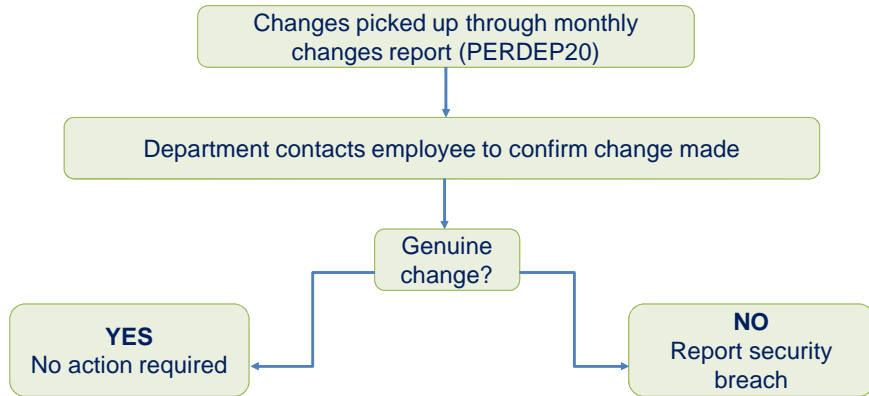 Changes picked up through monthly
changes report (PERDEP20)
Department contacts employee to confirm change made
Genuine
change?
YES
No action required
NO
Report security
breach